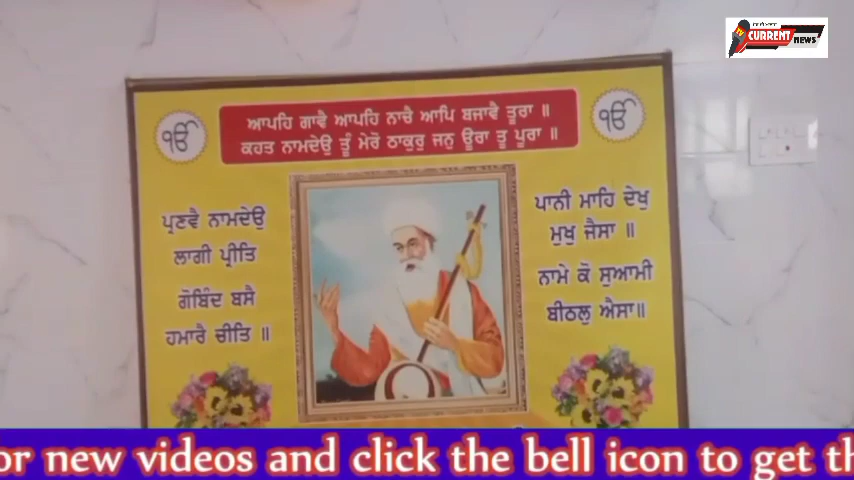 CURRENT
NEWS
ੴ
ੴ
ਆਪਹਿ ਗਾਵੈ ਆਪਹਿ ਨਾਚੈ ਆਪਿ ਬਜਾਵੈ ਤੂਰਾ ॥
ਕਹਤ ਨਾਮਦੇਉ ਤੂੰ ਮੇਰੋ ਠਾਕੁਰੁ ਜਨੁ ਊਰਾ ਤੂ ਪੂਰਾ ॥
ਪ੍ਰਣਵੈ ਨਾਮਦੇਉ
ਲਾਗੀ ਪ੍ਰੀਤਿ
ਗੋਬਿੰਦ ਬਸੈ
ਹਮਾਰੈ ਚੀਤਿ ॥
ਪਾਨੀ ਮਾਹਿ ਦੇਖੁ
ਮੁਖੁ ਜੈਸਾ ॥
ਨਾਮੇ ਕੋ ਸੁਆਮੀ
ਬੀਠਲੁ ਐਸਾ॥
or new videos and click the bell icon to get th